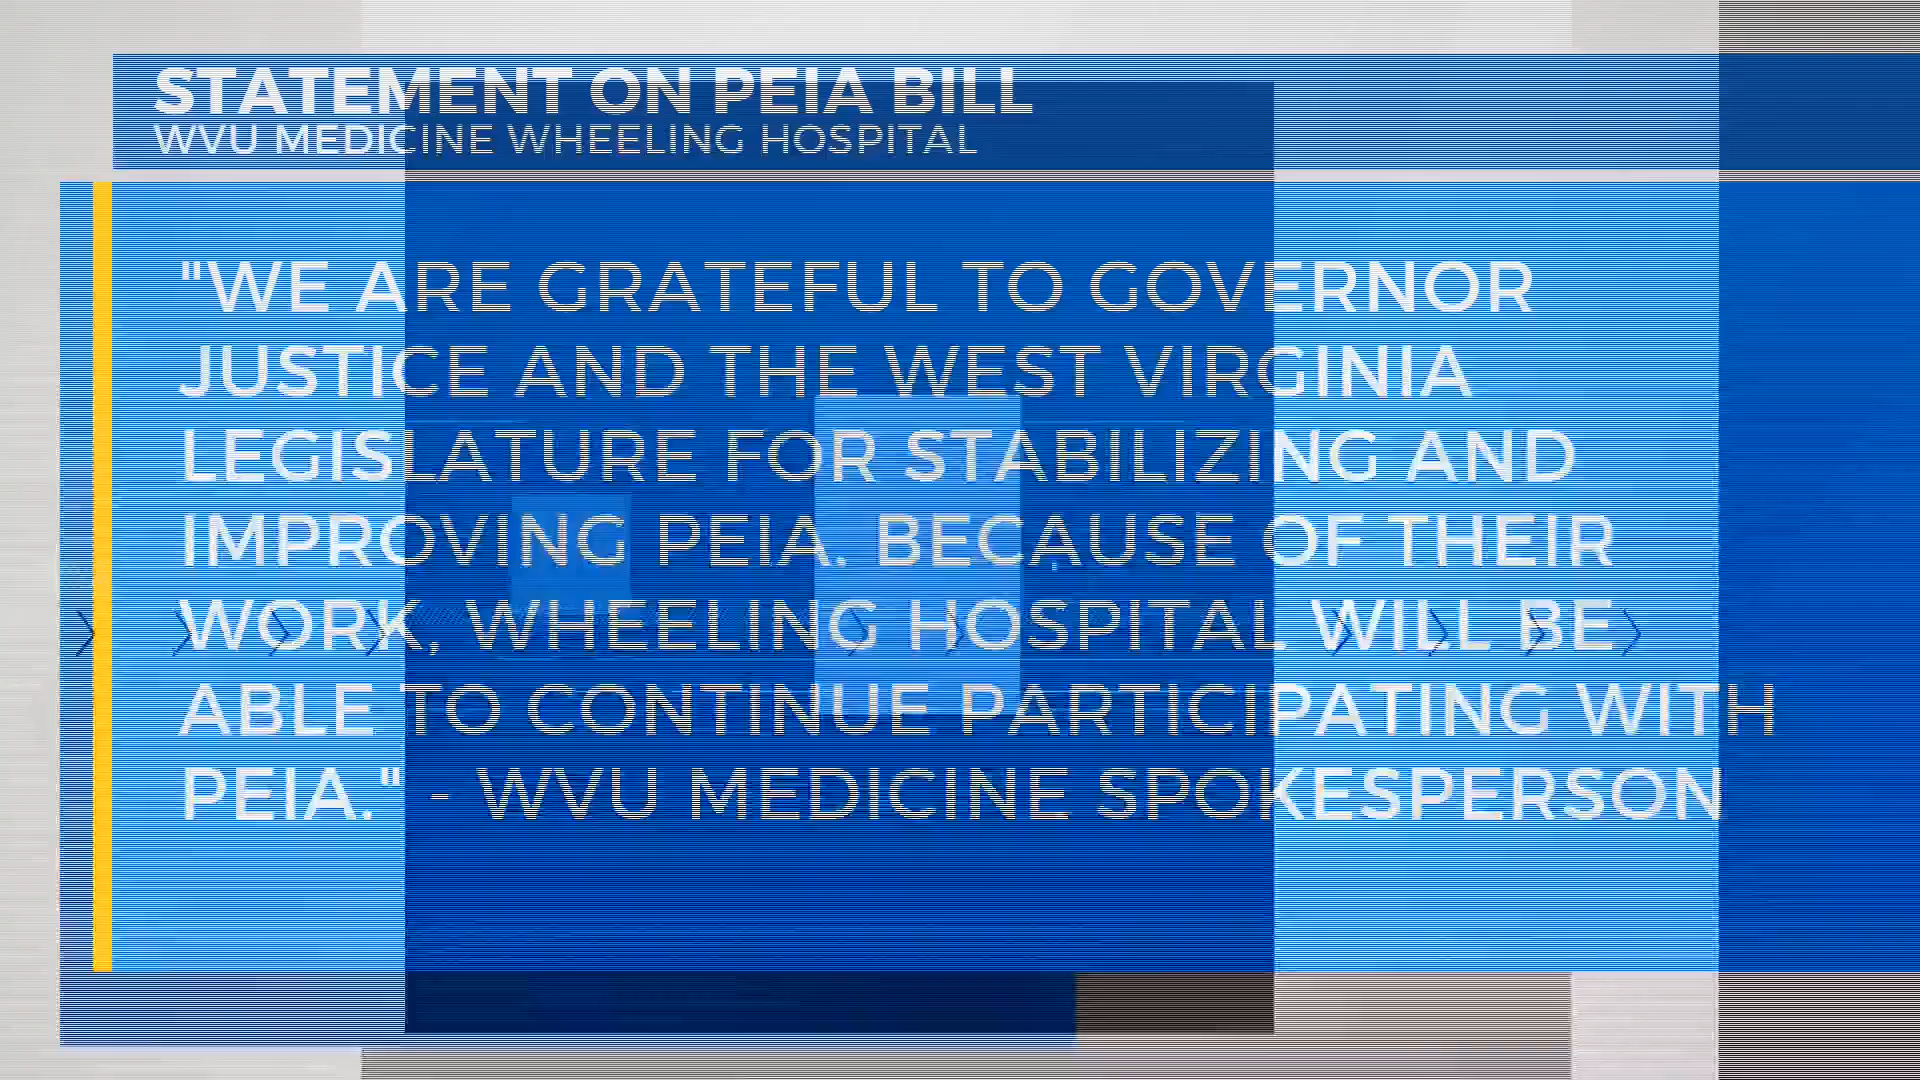 STATEMENT ON PEIA BILL
WVU MEDICINE WHEELING HOSPITAL
"WE ARE GRATEFUL TO GOVERNOR
JUSTICE AND THE WEST VIRGINIA
LEGISLATURE FOR STABILIZING AND
IMPROVING PEIA. BECAUSE OF THEIR
WORK, WHEELING HOSPITAL WILL BE
ABLE TO CONTINUE PARTICIPATING WITH
PEIA." - WVU MEDICINE SPOKESPERSON